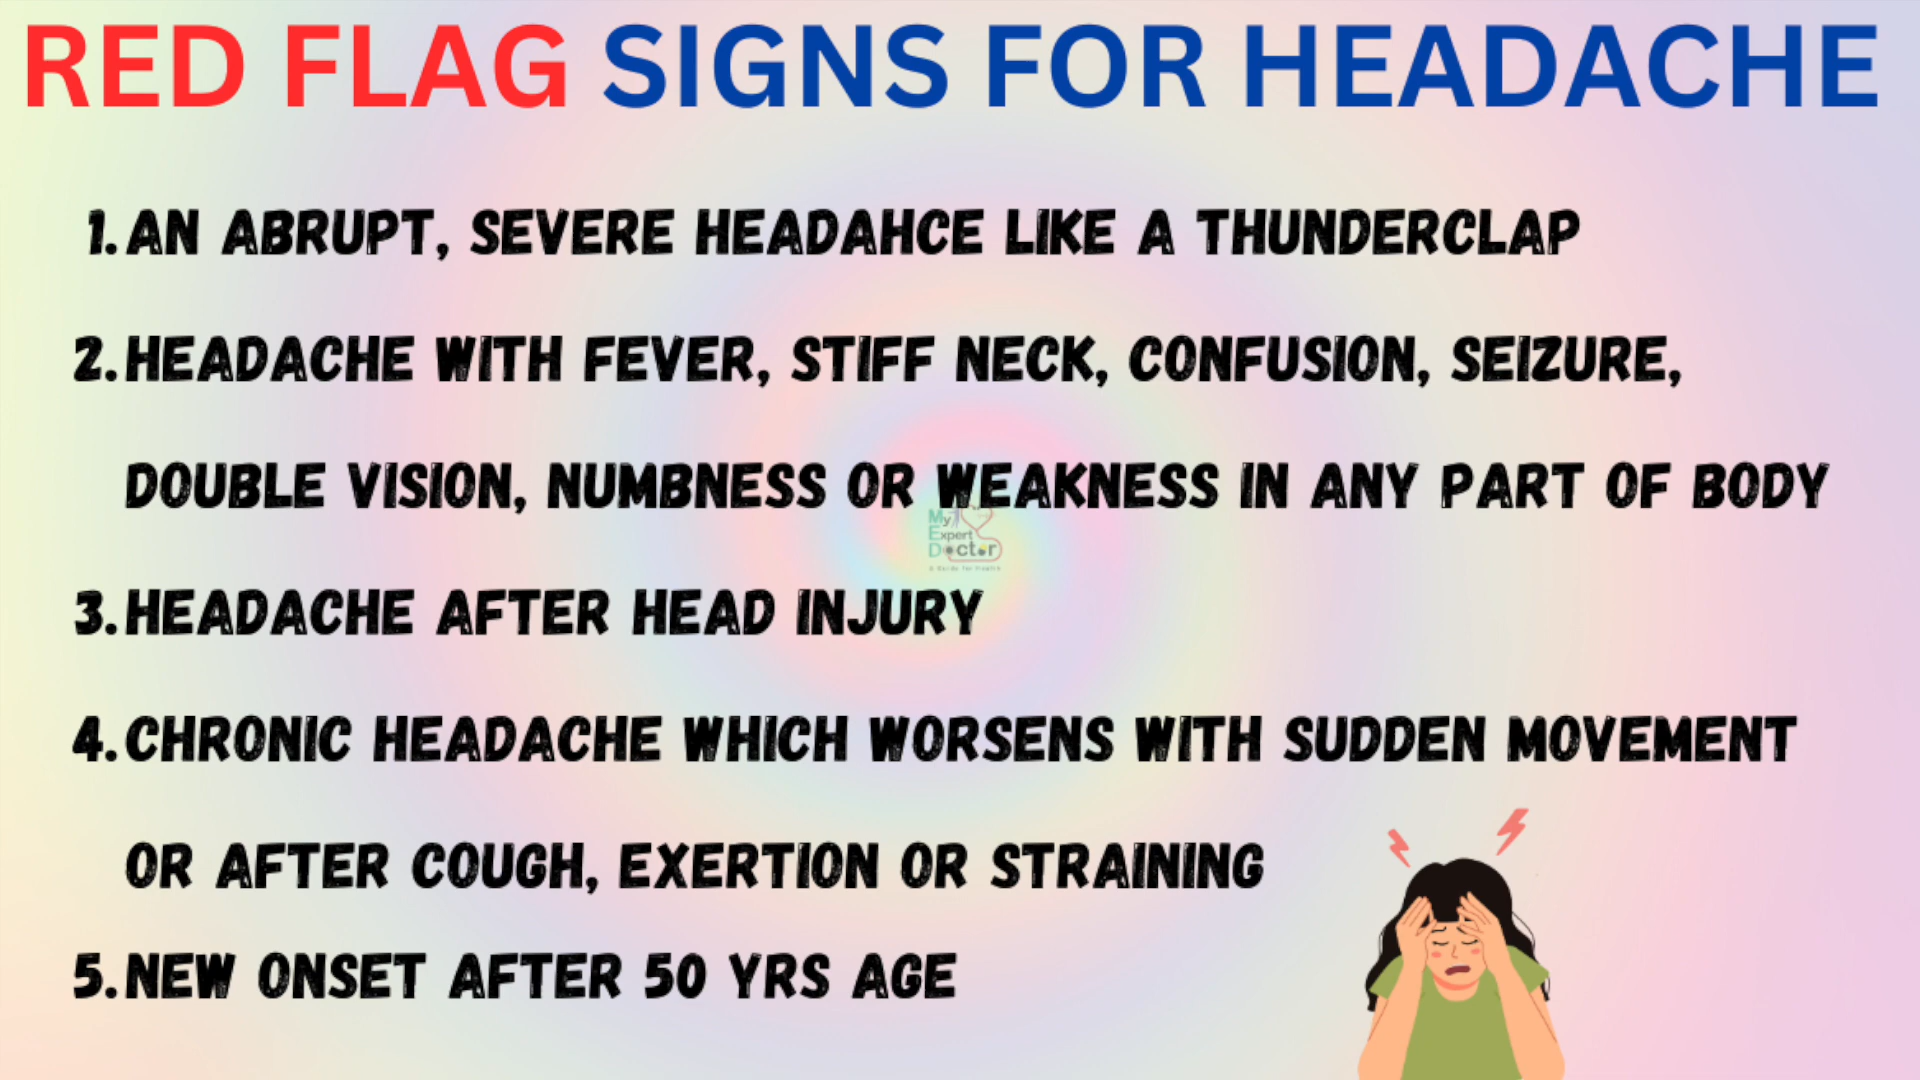 RED FLAG SIGNS FOR HEADACHE
1. AN ABRUPT, SEVERE HEADAHCE LIKE A THUNDERCLAP
2. HEADACHE WITH FEVER, STIFF NECK, CONFUSION, SEIZURE,
DOUBLE VISION, NUMBNESS OR WEAKNESS IN ANY PART OF BODY
My
Expert
Doctor
A Guide for Health
3. HEADACHE AFTER HEAD INJURY
4. CHRONIC HEADACHE WHICH WORSENS WITH SUDDEN MOVEMENT
OR AFTER COUGH, EXERTION OR STRAINING
5. NEW ONSET AFTER 50 YRS AGE